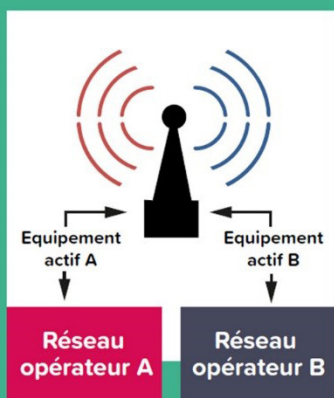 Equipement
actif A
Equipement
actif B
Réseau
opérateur A
Réseau
opérateur B